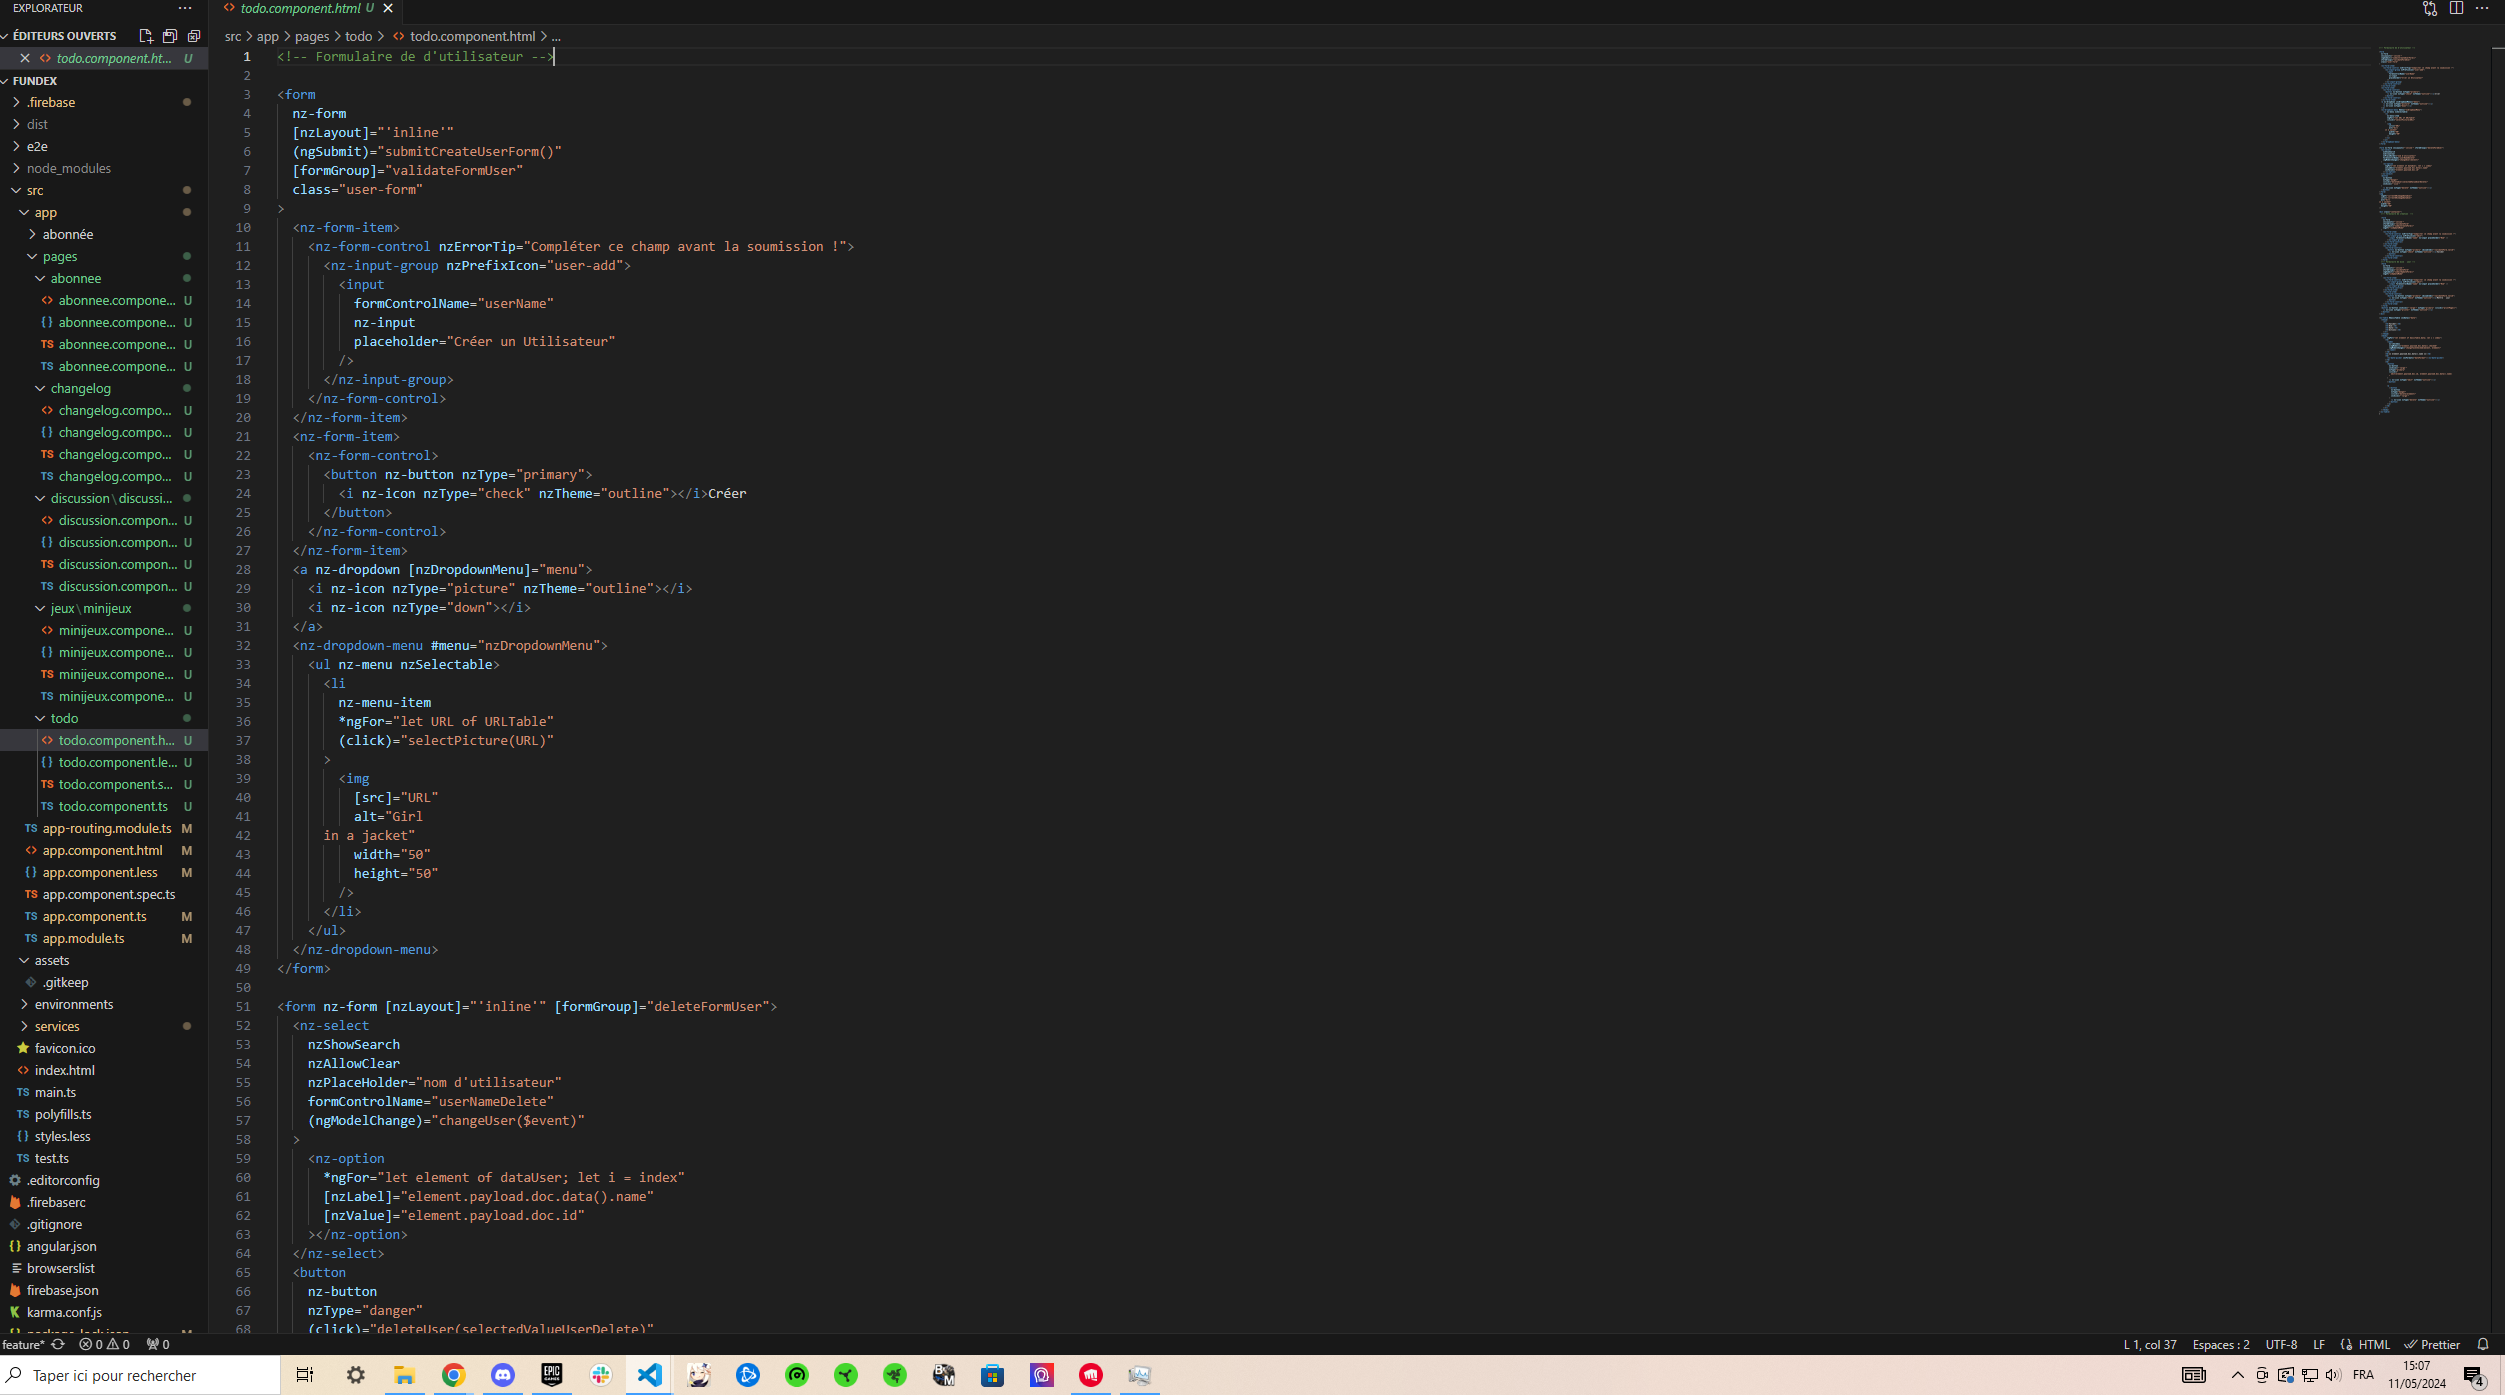 EXPLORATEUR
ÉDITEURS OUVERTS
todo.component.ht... U
FUNDEX
.firebase
dist
e2e
node_modules
src
app
abonnée
pages
abonnee
abonnee.compone... U
abonnee.compone... U
abonnee.compone... U
abonnee.compone... U
changelog
changelog.compo... U
changelog.compo... U
changelog.compo... U
changelog.compo... U
discussion\discussi...
discussion.compon... U
discussion.compon... U
discussion.compon... U
discussion.compon... U
jeux\minijeux
minijeux.compone... U
minijeux.compone... U
minijeux.compone... U
minijeux.compone... U
todo
todo.component.h... U
todo.component.le... U
todo.component.s... U
todo.component.ts U
app-routing.module.ts M
app.component.html M
app.component.less M
app.component.spec.ts
app.component.ts M
app.module.ts M
assets
.gitkeep
environments
services
favicon.ico
index.html
main.ts
polyfills.ts
styles.less
test.ts
.editorconfig
.firebaserc
.gitignore
angular.json
browserslist
firebase.json
karma.conf.js
todo.component.html U
src > app > pages > todo > todo.component.html > ...
1 <!-- Formulaire de d'utilisateur -->
2
3 <form
4 nz-form
5 [nzLayout]="'inline'"
6 (ngSubmit)="submitCreateUserForm()"
7 [formGroup]="validateFormUser"
8 class="user-form"
9 >
10 <nz-form-item>
11 <nz-form-control nzErrorTip="Compléter ce champ avant la soumission !">
12 <nz-input-group nzPrefixIcon="user-add">
13 <input
14 formControlName="userName"
15 nz-input
16 placeholder="Créer un Utilisateur"
17 />
18 </nz-input-group>
19 </nz-form-control>
20 </nz-form-item>
21 <nz-form-item>
22 <nz-form-control>
23 <button nz-button nzType="primary">
24 <i nz-icon nzType="check" nzTheme="outline"></i>Créer
25 </button>
26 </nz-form-control>
27 </nz-form-item>
28 <a nz-dropdown [nzDropdownMenu]="menu">
29 <i nz-icon nzType="picture" nzTheme="outline"></i>
30 <i nz-icon nzType="down"></i>
31 </a>
32 <nz-dropdown-menu #menu="nzDropdownMenu">
33 <ul nz-menu nzSelectable>
34 <li
35 nz-menu-item
36 *ngFor="let URL of URLTable"
37 (click)="selectPicture(URL)"
38 >
39 <img
40 [src]="URL"
41 alt="Girl
42 in a jacket"
43 width="50"
44 height="50"
45 />
46 </li>
47 </ul>
48 </nz-dropdown-menu>
49 </form>
50
51 <form nz-form [nzLayout]="'inline'" [formGroup]="deleteFormUser">
52 <nz-select
53 nzShowSearch
54 nzAllowClear
55 nzPlaceHolder="nom d'utilisateur"
56 formControlName="userNameDelete"
57 (ngModelChange)="changeUser($event)"
58 >
59 <nz-option
60 *ngFor="let element of dataUser; let i = index"
61 [nzLabel]="element.payload.doc.data().name"
62 [nzValue]="element.payload.doc.id"
63 ></nz-option>
64 </nz-select>
65 <button
66 nz-button
67 nzType="danger"
68 (click)="deleteUser(selectedValueUserDelete)"
feature* 0 0 0
L 1, col 37 Espaces : 2 UTF-8 LF HTML Prettier
Taper ici pour rechercher
EPIC GAMES
FRA
15:07
11/05/2024
4